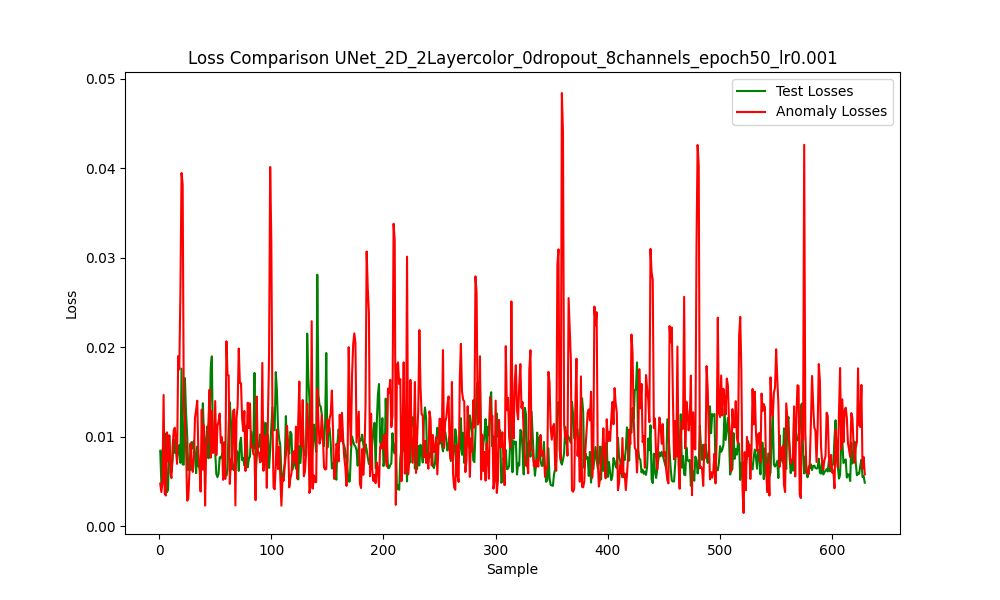 Loss Comparison UNet_2D_2Layercolor_0dropout_8channels_epoch50_lr0.001
Test Losses
Anomaly Losses
0.05
0.04
0.03
0.02
0.01
0.00
Loss
0 100 200 300 400 500 600
Sample